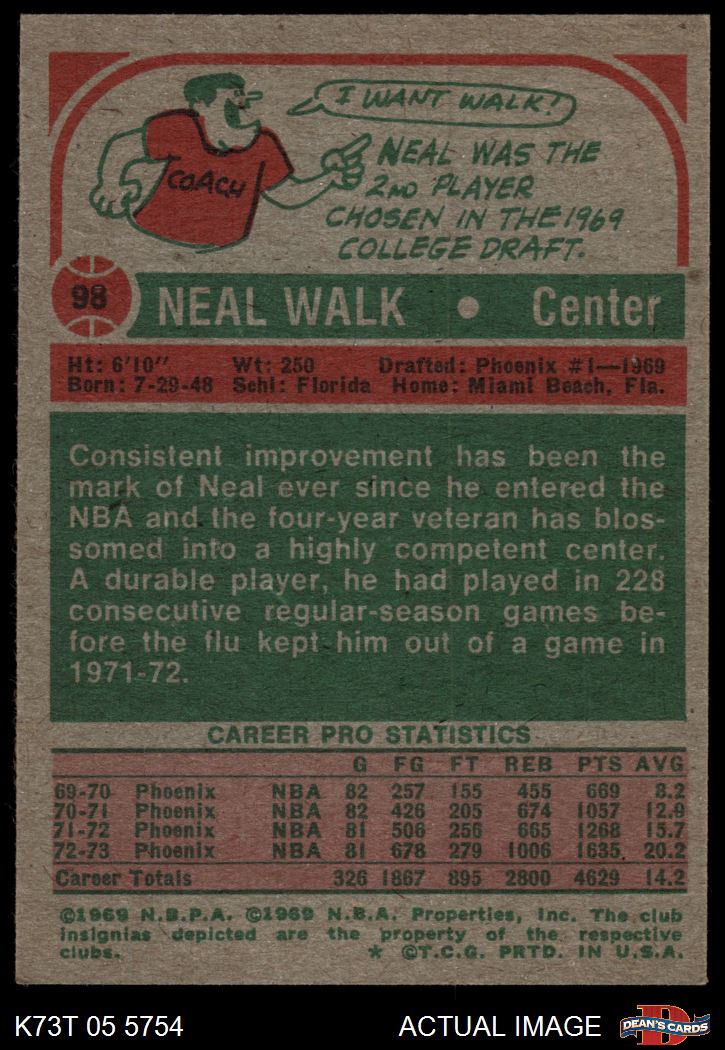 I WANT WALK!
COACH
NEAL WAS THE
2ND PLAYER
CHOSEN IN THE 1969
COLLEGE DRAFT.
98
NEAL WALK • Center
Ht: 6'10" Wt: 250 Drafted: Phoenix #1—1969
Born: 7-29-48 Schl: Florida Home: Miami Beach, Fla.
Consistent improvement has been the
mark of Neal ever since he entered the
NBA and the four-year veteran has blos-
somed into a highly competent center.
A durable player, he had played in 228
consecutive regular-season games be-
fore the flu kept him out of a game in
1971-72.
CAREER PRO STATISTICS
G FG FT REB PTS AVG
69-70 Phoenix NBA 82 257 155 455 669 8.2
70-71 Phoenix NBA 82 426 205 674 1057 12.9
71-72 Phoenix NBA 81 506 256 665 1268 15.7
72-73 Phoenix NBA 81 678 279 1006 1635 20.2
Career Totals 326 1867 895 2800 4629 14.2
©1969 N.B.P.A. ©1969 N.B.A. Properties, Inc. The club
insignias depicted are the property of the respective
clubs. * ©T.C.G. PRTD. IN U.S.A.
K73T 05 5754 ACTUAL IMAGE D DEAN'S CARDS